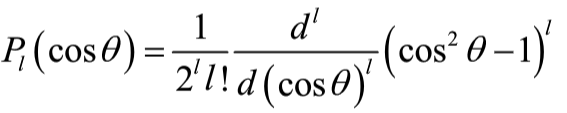 P_l(cosθ) = \frac{1}{2^l l!} \frac{d^l}{d(cosθ)^l} (cos^2 θ − 1)^l